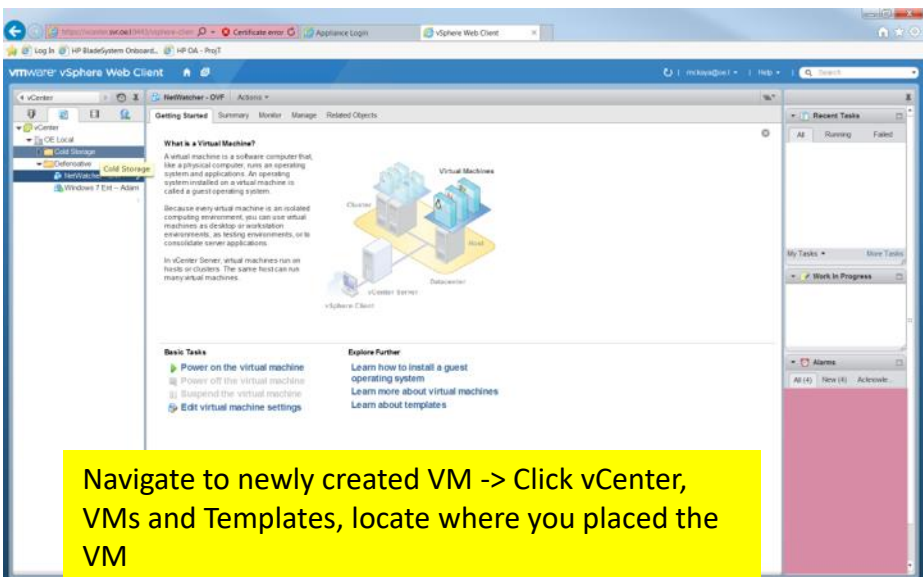 Certificate error
Appliance Login
vSphere Web Client
Log In
HP BladeSystem Onboard...
HP OA - ProjT
vmware vSphere Web Client
mckaya@oe1
Help
Search
vCenter
NetWatcher - OVF
Actions
Getting Started Summary Monitor Manage Related Objects
vCenter
OE Local
Cold Storage
Cold Storage
Windows 7 Ent – Adam
What is a Virtual Machine?
A virtual machine is a software computer that,
like a physical computer, runs an operating
system and applications. An operating
system installed on a virtual machine is
called a guest operating system.
Because every virtual machine is an isolated
computing environment, you can use virtual
machines as desktop or workstation
environments, as testing environments, or to
consolidate server applications.
In vCenter Server, virtual machines run on
hosts or clusters. The same host can run
many virtual machines.
Virtual Machines
Cluster
Host
Datacenter
vCenter Server
vSphere Client
Basic Tasks
Power on the virtual machine
Power off the virtual machine
Suspend the virtual machine
Edit virtual machine settings
Explore Further
Learn how to install a guest
operating system
Learn more about virtual machines
Learn about templates
Recent Tasks
All Running Failed
My Tasks More Tasks
Work In Progress
Alarms
All (4) New (4) Acknowle...
Navigate to newly created VM -> Click vCenter,
VMs and Templates, locate where you placed the
VM